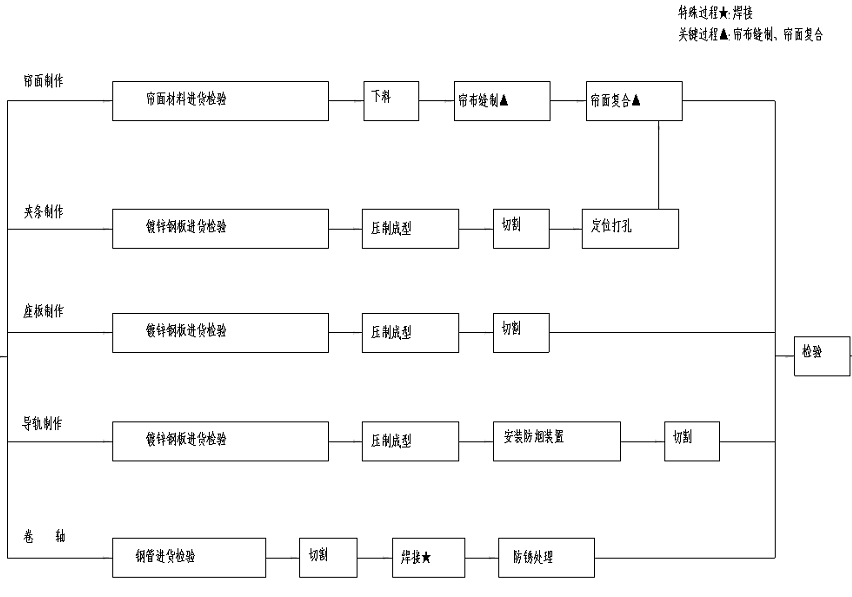 特殊过程★:焊接
关键过程▲:帘布缝制、帘面复合
帘面制作
帘面材料进货检验
下料
帘布缝制▲
帘面复合▲
夹条制作
镀锌钢板进货检验
压制成型
切割
定位打孔
座板制作
镀锌钢板进货检验
压制成型
切割
检验
导轨制作
镀锌钢板进货检验
压制成型
安装防烟装置
切割
卷 轴
钢管进货检验
切割
焊接★
防锈处理